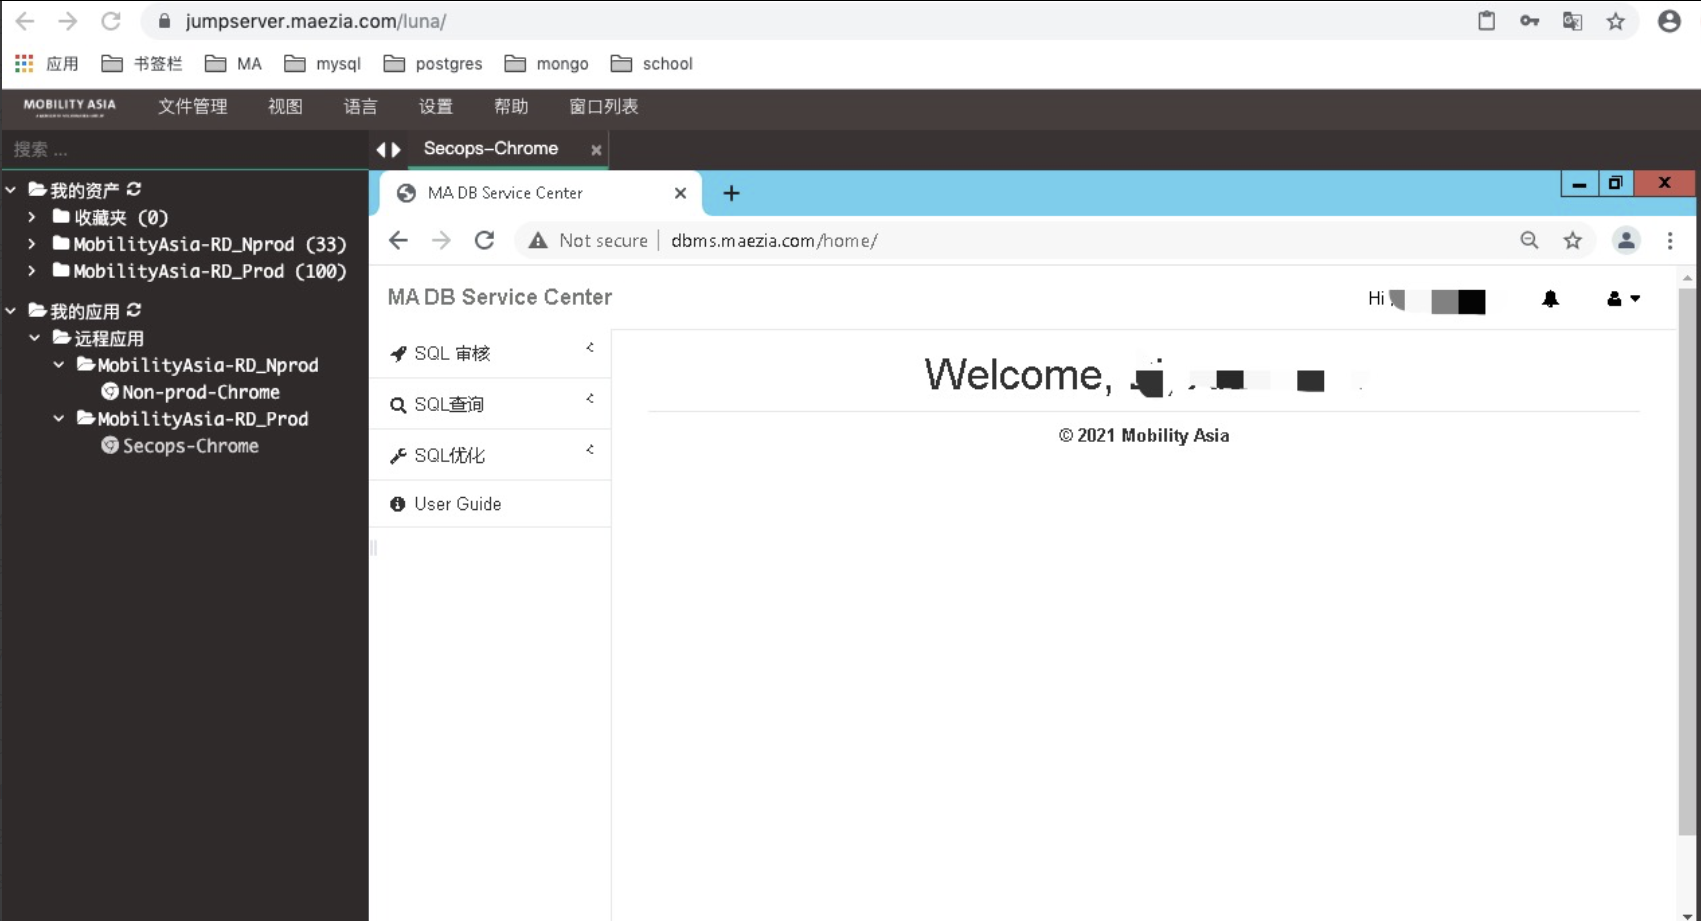 jumpserver.maezia.com/luna/
应用 书签栏 MA mysql postgres mongo school
MOBILITY ASIA 文件管理 视图 语言 设置 帮助 窗口列表
搜索 ...
Secops-Chrome
我的资产
收藏夹 (0)
MobilityAsia-RD_Nprod (33)
MobilityAsia-RD_Prod (100)
我的应用
远程应用
MobilityAsia-RD_Nprod
Non-prod-Chrome
MobilityAsia-RD_Prod
Secops-Chrome
MA DB Service Center
Not secure dbms.maezia.com/home/
MA DB Service Center
Hi
SQL 审核
SQL查询
SQL优化
User Guide
Welcome,
© 2021 Mobility Asia